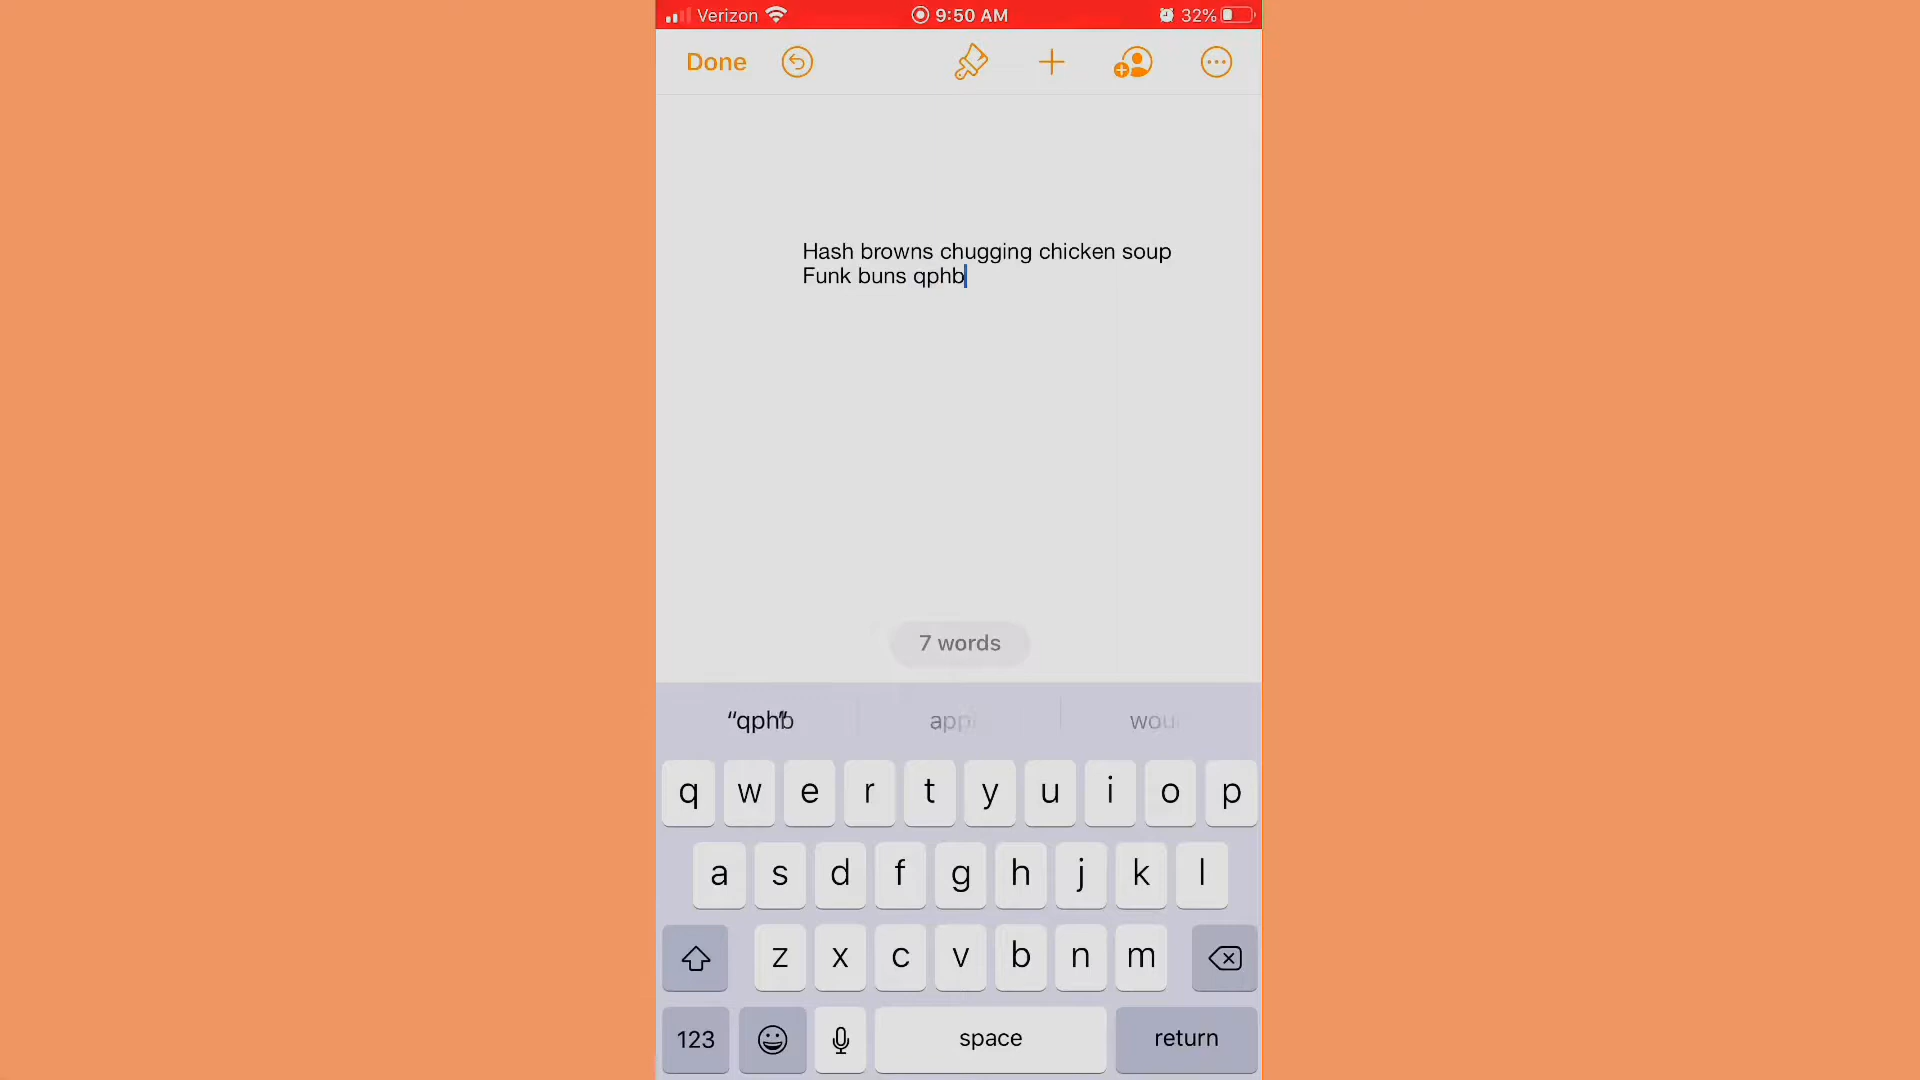 Verizon 9:50 AM 32%
Done
Hash browns chugging chicken soup
Funk buns qphb
7 words
q w e r t y u i o p
a s d f g h j k l
z x c v b n m
123 space return